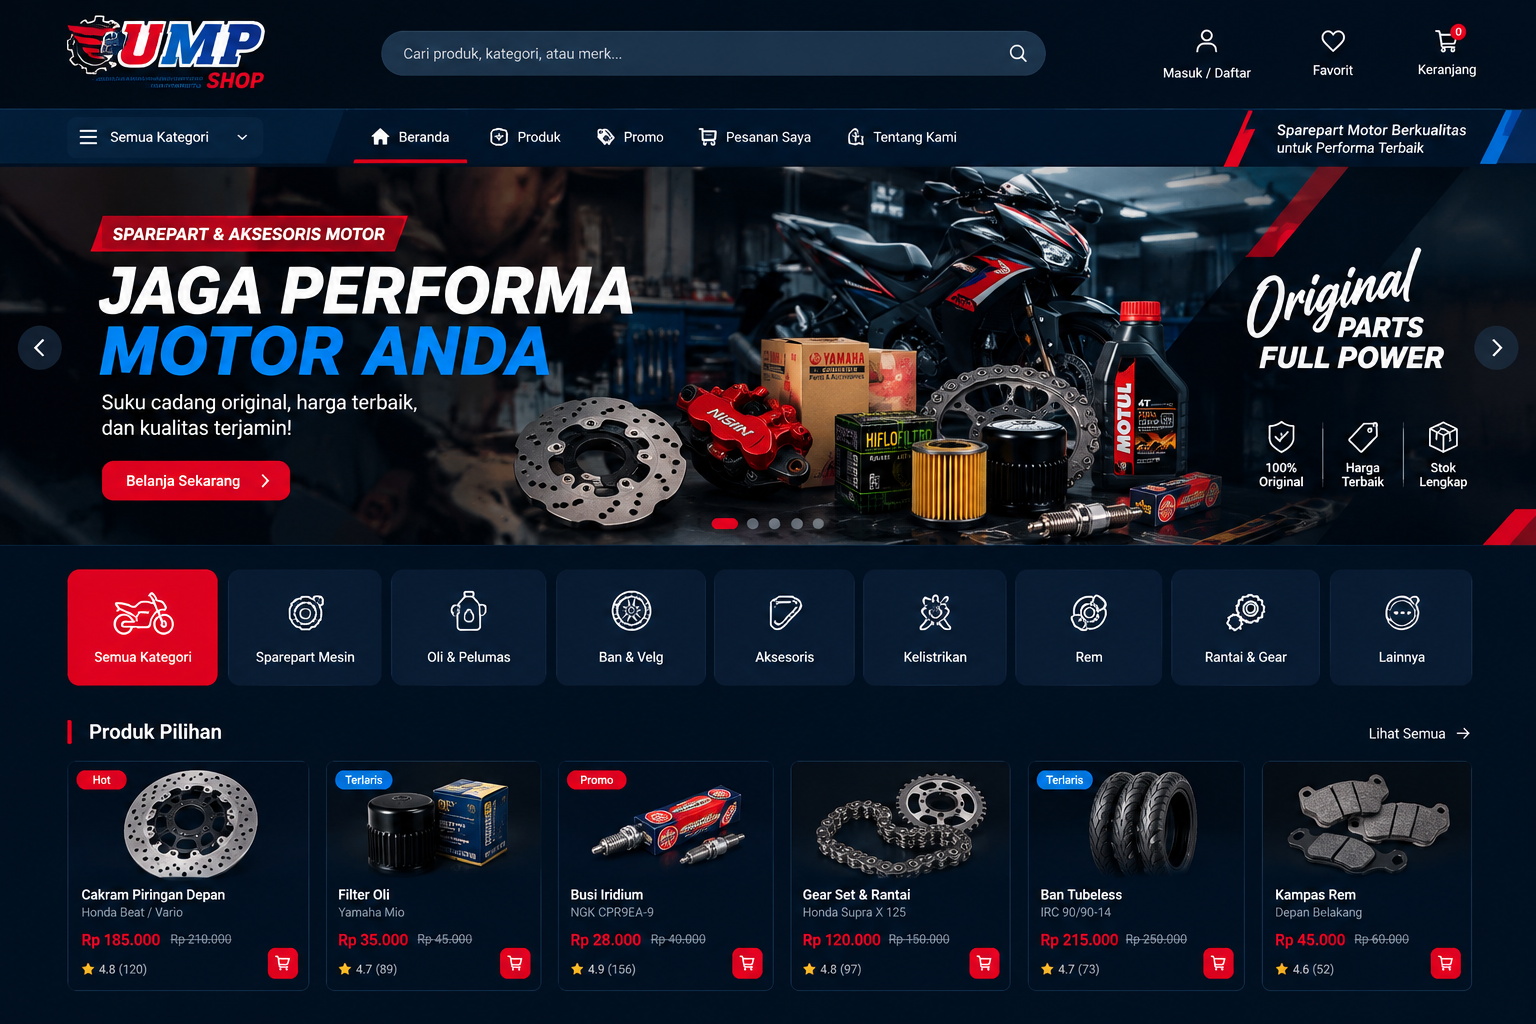 UMP
SHOP
Cari produk, kategori, atau merk...
Masuk / Daftar
Favorit
0
Keranjang
Semua Kategori
Beranda
Produk
Promo
Pesanan Saya
Tentang Kami
Sparepart Motor Berkualitas
untuk Performa Terbaik
SPAREPART & AKSESORIS MOTOR
JAGA PERFORMA
MOTOR ANDA
Suku cadang original, harga terbaik,
dan kualitas terjamin!
Belanja Sekarang
NISIIN
YAMAHA
HIFLOFILTRO
MOTUL
4T
Original
PARTS
FULL POWER
100%
Original
Harga
Terbaik
Stok
Lengkap
Semua Kategori
Sparepart Mesin
Oli & Pelumas
Ban & Velg
Aksesoris
Kelistrikan
Rem
Rantai & Gear
Lainnya
Produk Pilihan
Lihat Semua
Hot
Cakram Piringan Depan
Honda Beat / Vario
Rp 185.000 Rp 210.000
4.8 (120)
Terlaris
Filter Oli
Yamaha Mio
Rp 35.000 Rp 45.000
4.7 (89)
Promo
Busi Iridium
NGK CPR9EA-9
Rp 28.000 Rp 40.000
4.9 (156)
Gear Set & Rantai
Honda Supra X 125
Rp 120.000 Rp 150.000
4.8 (97)
Terlaris
Ban Tubeless
IRC 90/90-14
Rp 215.000 Rp 250.000
4.7 (73)
Kampas Rem
Depan Belakang
Rp 45.000 Rp 60.000
4.6 (52)